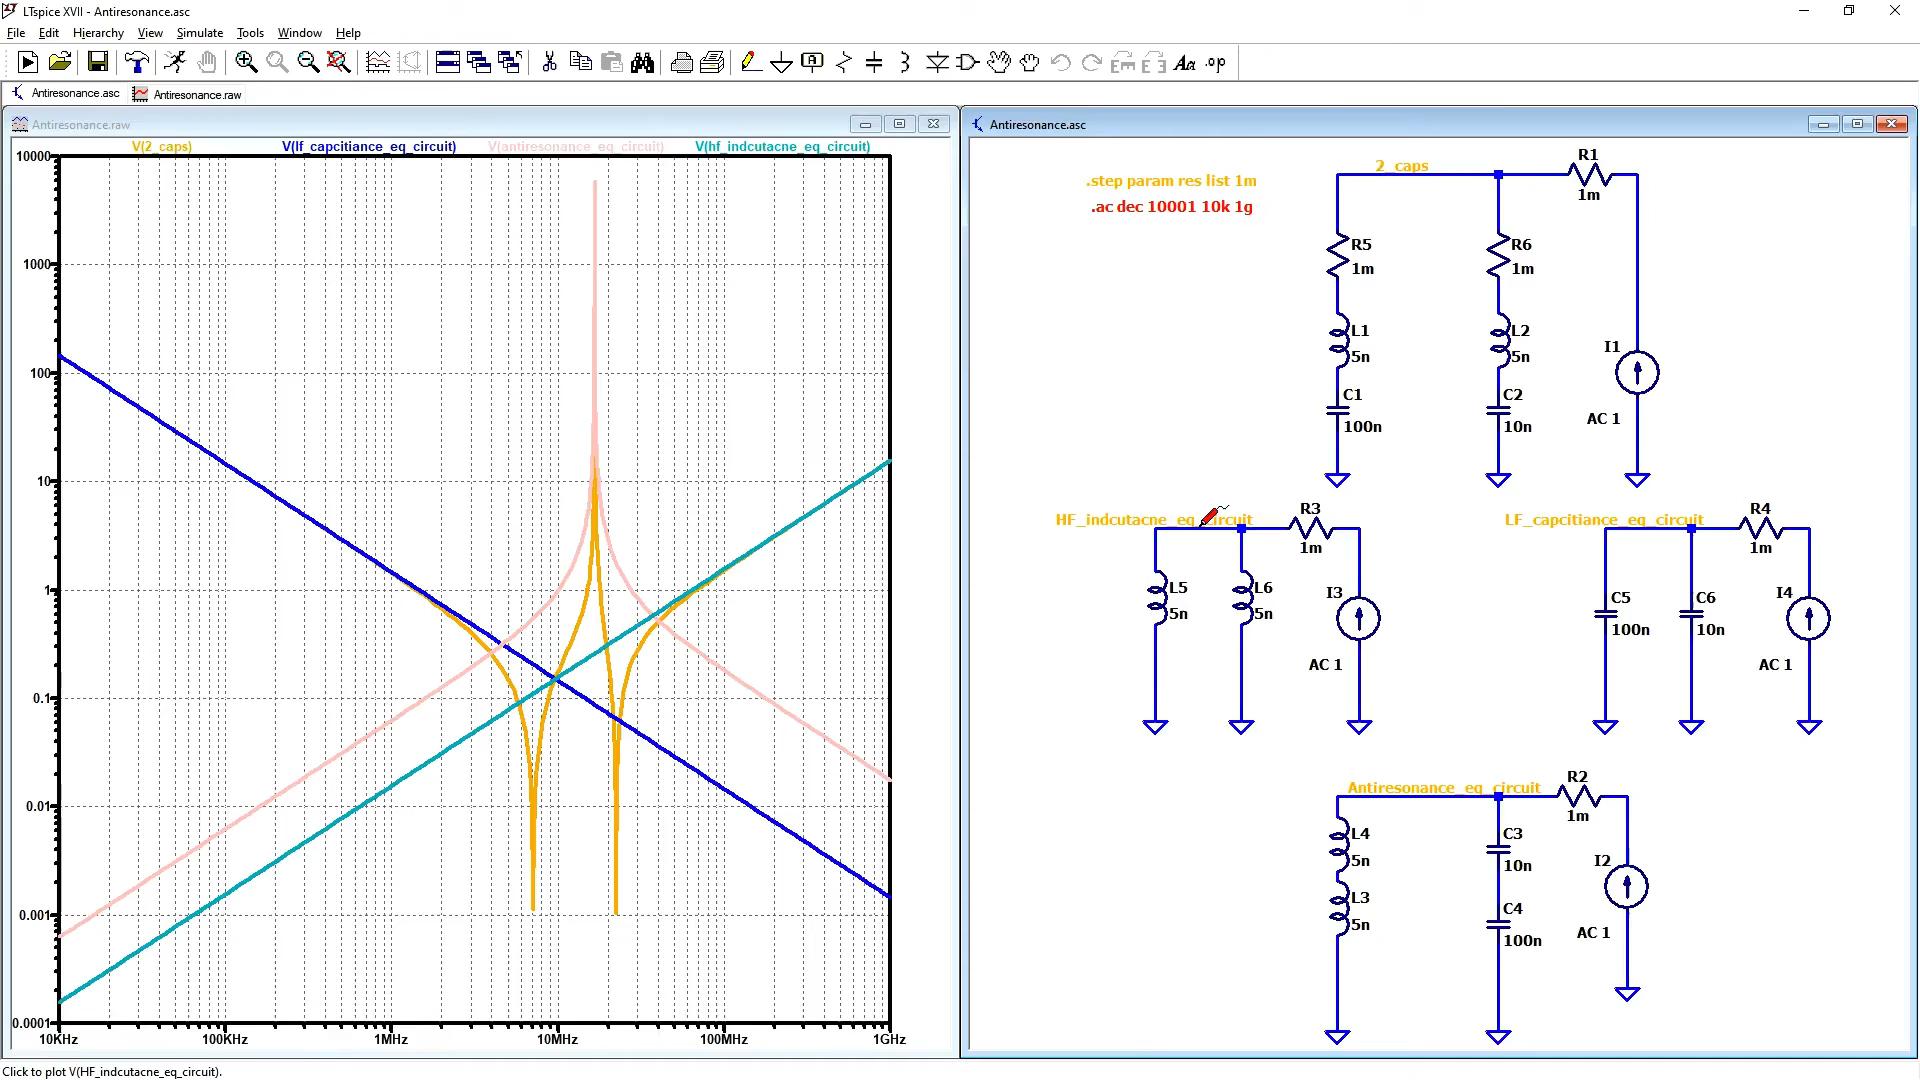 LTspice XVII - Antiresonance.asc
File Edit Hierarchy View Simulate Tools Window Help
Antiresonance.asc Antiresonance.raw
Antiresonance.raw
V(2_caps) V(lf_capcitiance_eq_circuit) V(antiresonance_eq_circuit) V(hf_indcutacne_eq_circuit)
10000
1000
100
10
1
0.1
0.01
0.001
0.0001
10KHz 100KHz 1MHz 10MHz 100MHz 1GHz
Antiresonance.asc
.step param res list 1m
.ac dec 10001 10k 1g
2_caps
R1
1m
R5
1m
R6
1m
L1
5n
L2
5n
I1
C1
100n
C2
10n
AC 1
HF_indcutacne_eq_circuit
R3
1m
L5
5n
L6
5n
I3
AC 1
LF_capcitiance_eq_circuit
R4
1m
C5
100n
C6
10n
I4
AC 1
Antiresonance_eq_circuit
R2
1m
L4
5n
C3
10n
I2
L3
5n
C4
100n
AC 1
Click to plot V(HF_indcutacne_eq_circuit).